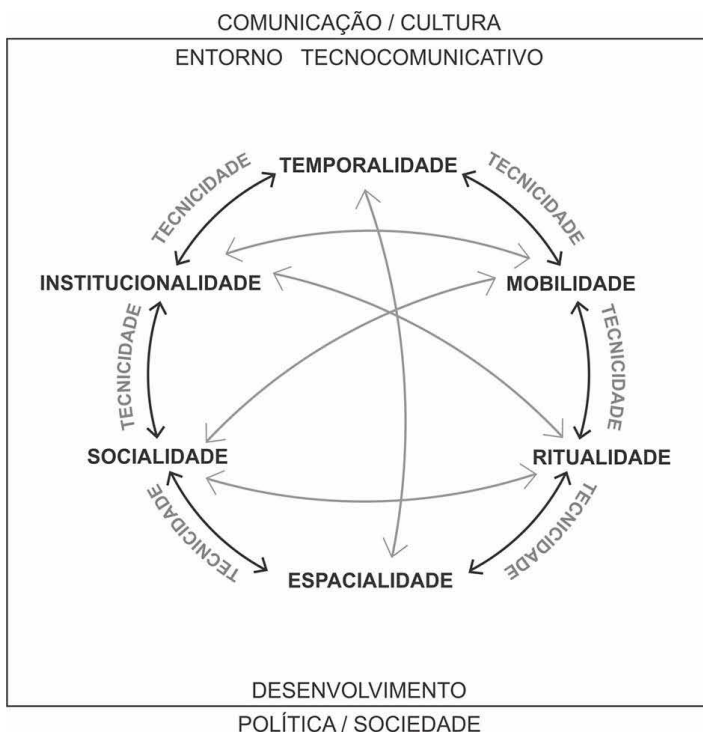 COMUNICAÇÃO / CULTURA
ENTORNO TECNOCOMUNICATIVO
TECNICIDADE
TEMPORALIDADE
TECNICIDADE
INSTITUCIONALIDADE
MOBILIDADE
TECNICIDADE
TECNICIDADE
SOCIALIDADE
RITUALIDADE
TECNICIDADE
TECNICIDADE
ESPACIALIDADE
DESENVOLVIMENTO
POLÍTICA / SOCIEDADE